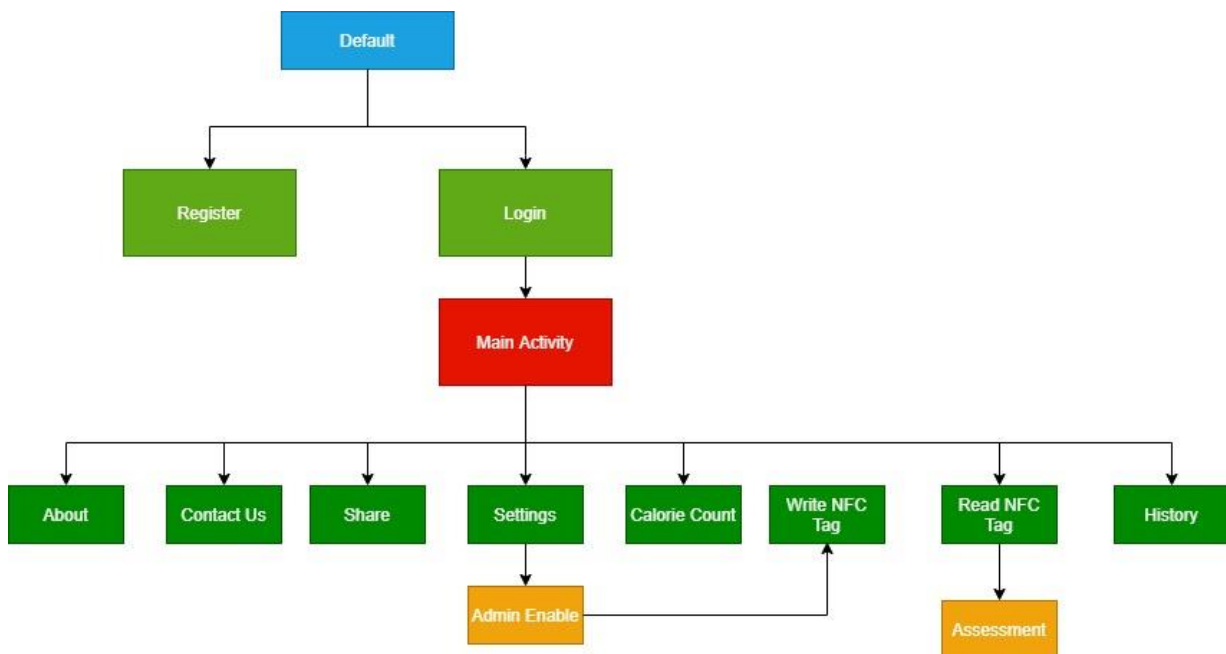 Default
Register
Login
Main Activity
About
Contact Us
Share
Settings
Calorie Count
Write NFC
Tag
Read NFC
Tag
History
Admin Enable
Assessment